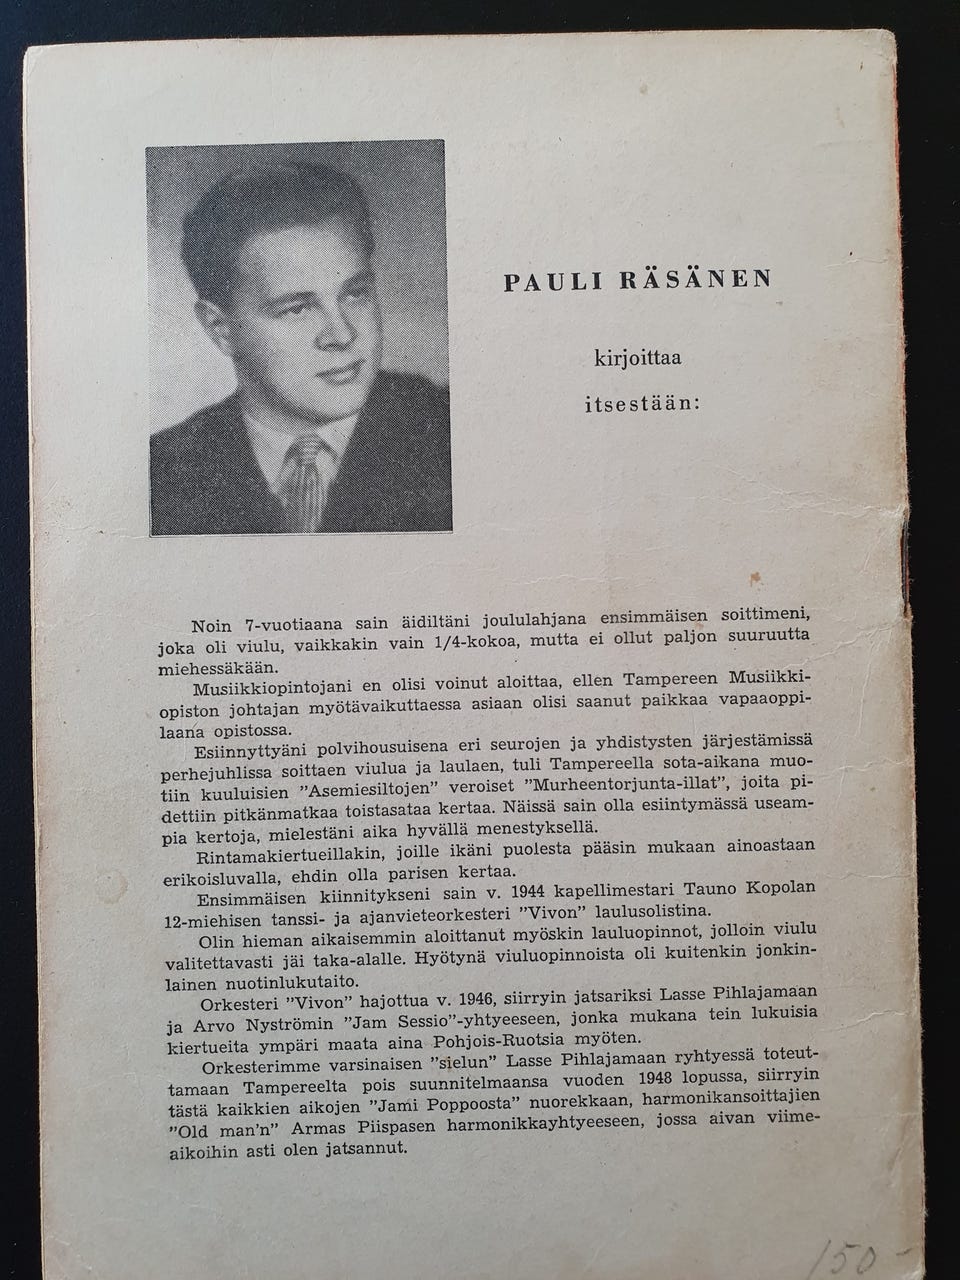 PAULI RÄSÄNEN
kirjoittaa
itsestään:
Noin 7-vuotiaana sain äidiltäni joululahjana ensimmäisen soittimeni,
joka oli viulu, vaikkakin vain 1/4-kokoa, mutta ei ollut paljon suuruutta
miehessäkään.
Musiikkiopintojani en olisi voinut aloittaa, ellen Tampereen Musiikki-
opiston johtajan myötävaikuttaessa asiaan olisi saanut paikkaa vapaaoppi-
laana opistossa.
Esiinnyttyäni polvihousuisena eri seurojen ja yhdistysten järjestämissä
perhejuhlissa soittaen viulua ja laulaen, tuli Tampereella sota-aikana muo-
tiin kuuluisien ”Asemiesiltojen” veroiset ”Murheentorjunta-illat”, joita pi-
dettiin pitkänmatkaa toistasataa kertaa. Näissä sain olla esiintymässä useam-
pia kertoja, mielestäni aika hyvällä menestyksellä.
Rintamakiertueillakin, joille ikäni puolesta pääsin mukaan ainoastaan
erikoisluvalla, ehdin olla parisen kertaa.
Ensimmäisen kiinnitykseni sain v. 1944 kapellimestari Tauno Kopolan
12-miehisen tanssi- ja ajanvieteorkesteri ”Vivon” laulusolistina.
Olin hieman aikaisemmin aloittanut myöskin lauluopinnot, jolloin viulu
valitettavasti jäi taka-alalle. Hyötynä viuluopinnoista oli kuitenkin jonkin-
lainen nuotinlukutaito.
Orkesteri ”Vivon” hajottua v. 1946, siirryin jatsariksi Lasse Pihlajamaan
ja Arvo Nyströmin ”Jam Sessio”-yhtyeeseen, jonka mukana tein lukuisia
kiertueita ympäri maata aina Pohjois-Ruotsia myöten.
Orkesterimme varsinaisen ”sielun” Lasse Pihlajamaan ryhtyessä toteut-
tamaan Tampereelta pois suunnitelmaansa vuoden 1948 lopussa, siirryin
tästä kaikkien aikojen ”Jami Poppoosta” nuorekkaan, harmonikansoittajien
”Old man'n” Armas Piispasen harmonikkayhtyeeseen, jossa aivan viime-
aikoihin asti olen jatsannut.
150-